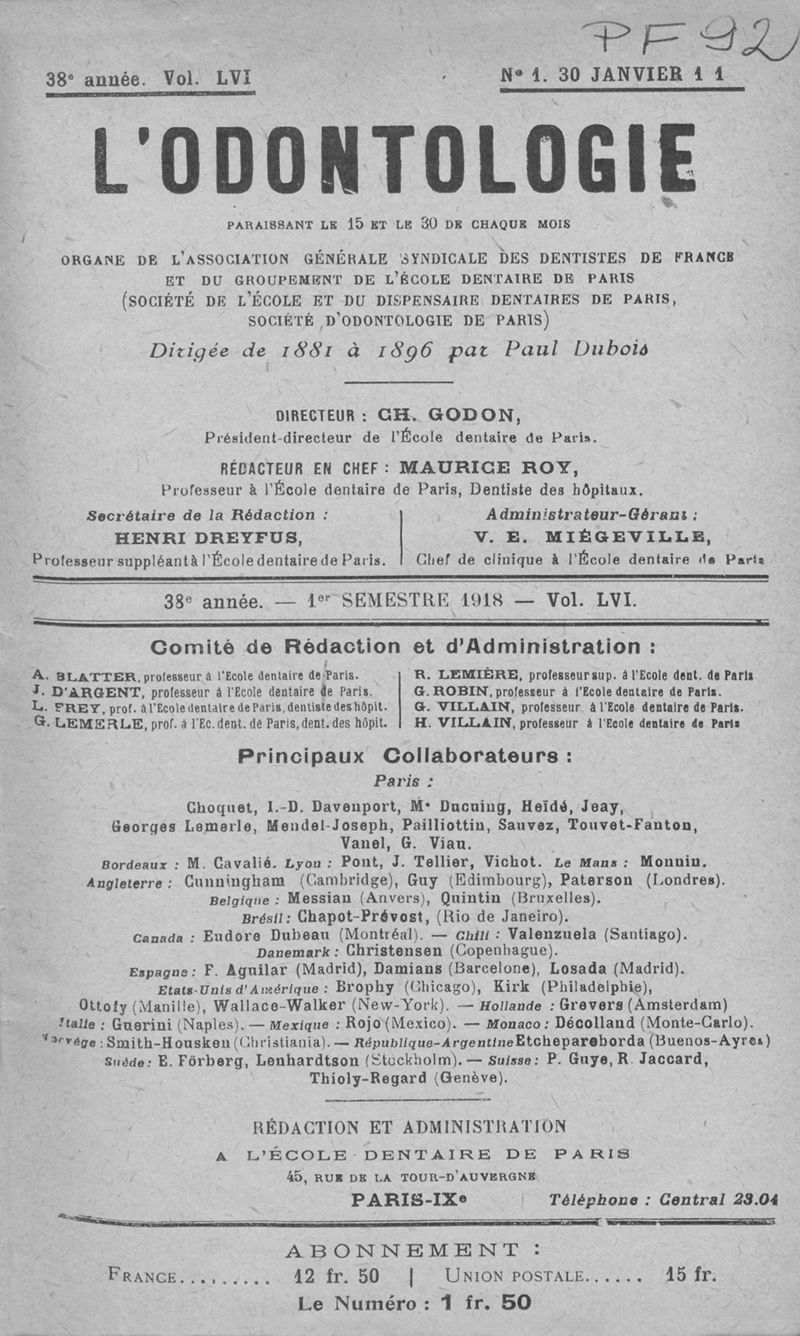 PF92
38e année. Vol. LVI
No 1. 30 JANVIER 1 1
L'ODONTOLOGIE
PARAISSANT LE 15 ET LE 30 DE CHAQUE MOIS
ORGANE DE L'ASSOCIATION GÉNÉRALE SYNDICALE DES DENTISTES DE FRANCE
ET DU GROUPEMENT DE L'ÉCOLE DENTAIRE DE PARIS
(SOCIÉTÉ DE L'ÉCOLE ET DU DISPENSAIRE DENTAIRES DE PARIS,
SOCIÉTÉ D'ODONTOLOGIE DE PARIS)
Dirigée de 1881 à 1896 par Paul Dubois
DIRECTEUR : CH. GODON,
Président-directeur de l'École dentaire de Paris.
RÉDACTEUR EN CHEF : MAURICE ROY,
Professeur à l'École dentaire de Paris, Dentiste des hôpitaux.
Secrétaire de la Rédaction :
HENRI DREYFUS,
Professeur suppléant à l'École dentaire de Paris.
Administrateur-Gérant :
V. E. MIÉGEVILLE,
Chef de clinique à l'École dentaire de Paris
38e année. — 1er SEMESTRE 1918 — Vol. LVI.
Comité de Rédaction et d'Administration :
A. BLATTER, professeur à l'Ecole dentaire de Paris.
J. D'ARGENT, professeur à l'Ecole dentaire de Paris.
L. FREY, prof. à l'Ecole dentaire de Paris, dentiste des hôpit.
G. LEMERLE, prof. à l'Ec. dent. dé Paris, dent. des hôpit.
R. LEMIÈRE, professeur sup. à l'Ecole dent. de Paris
G. ROBIN, professeur à l'Ecole dentaire de Paris.
G. VILLAIN, professeur à l'Ecole dentaire de Paris.
H. VILLAIN, professeur à l'Ecole dentaire de Paris
Principaux Collaborateurs :
Paris :
Choquet, I.-D. Davenport, Me Ducuing, Heïdé, Jeay,
Georges Lemerle, Mendel-Joseph, Pailliottin, Sauvez, Touvet-Fanton,
Vanel, G. Viau.
Bordeaux : M. Cavalié. Lyon : Pont, J. Tellier, Vichot. Le Mans : Monnin.
Angleterre : Cunningham (Cambridge), Guy (Edimbourg), Paterson (Londres).
Belgique : Messian (Anvers), Quintin (Bruxelles).
Brésil : Chapot-Prévost, (Rio de Janeiro).
Canada : Eudore Dubeau (Montréal). — Chili : Valenzuela (Santiago).
Danemark : Christensen (Copenhague).
Espagne : F. Aguilar (Madrid), Damians (Barcelone), Losada (Madrid).
Etats-Unis d'Amérique : Brophy (Chicago), Kirk (Philadelphie),
Ottofy (Manille), Wallace-Walker (New-York). — Hollande : Grevers (Amsterdam)
Italie : Guerini (Naples). — Mexique : Rojo (Mexico). — Monaco : Décolland (Monte-Carlo).
Norvège : Smith-Housken (Christiania). — République-Argentine Etchepareborda (Buenos-Ayres)
Suède : E. Förberg, Lenhardtson (Stockholm). — Suisse : P. Guye, R. Jaccard,
Thioly-Regard (Genève).
RÉDACTION ET ADMINISTRATION
A L'ÉCOLE DENTAIRE DE PARIS
45, RUE DE LA TOUR-D'AUVERGNE
PARIS-IXe Téléphone : Central 23.04
ABONNEMENT :
FRANCE.......... 12 fr. 50 | UNION POSTALE...... 15 fr.
Le Numéro : 1 fr. 50